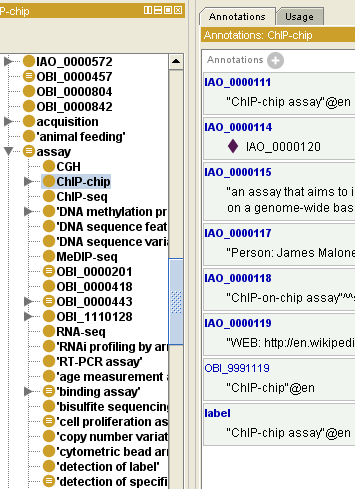 P-chip
IAO_0000572
OBI_0000457
OBI_0000804
OBI_0000842
acquisition
'animal feeding'
assay
CGH
ChIP-chip
ChIP-seq
'DNA methylation pr
'DNA sequence feat
'DNA sequence varia
MeDIP-seq
OBI_0000201
OBI_0000418
OBI_0000443
OBI_1110128
RNA-seq
'RNAi profiling by arr
'RT-PCR assay'
'age measurement a
'binding assay'
'bisulfite sequencing
'cell proliferation as
'copy number variat
'cytometric bead arr
'detection of label'
'detection of specifi
Annotations
Usage
Annotations: ChIP-chip
Annotations
IAO_0000111
"ChIP-chip assay"@en
IAO_0000114
IAO_0000120
IAO_0000115
"an assay that aims to i
on a genome-wide bas
IAO_0000117
"Person: James Malone
IAO_0000118
"ChIP-on-chip assay"^^s
IAO_0000119
"WEB: http://en.wikipedi
OBI_9991119
"ChIP-chip"@en
label
"ChIP-chip assay"@en